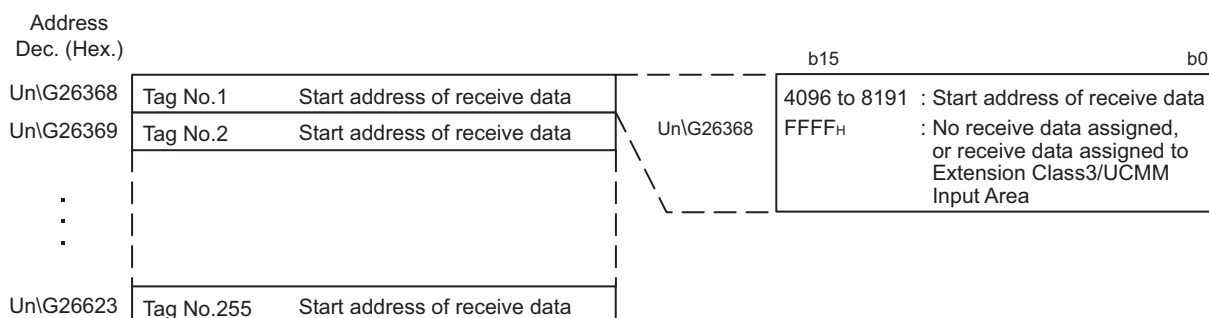 Address
Dec. (Hex.)
Un\G26368 Tag No.1 Start address of receive data
Un\G26369 Tag No.2 Start address of receive data
Un\G26623 Tag No.255 Start address of receive data
b15 b0
Un\G26368
4096 to 8191 : Start address of receive data
FFFFH : No receive data assigned,
or receive data assigned to
Extension Class3/UCMM
Input Area